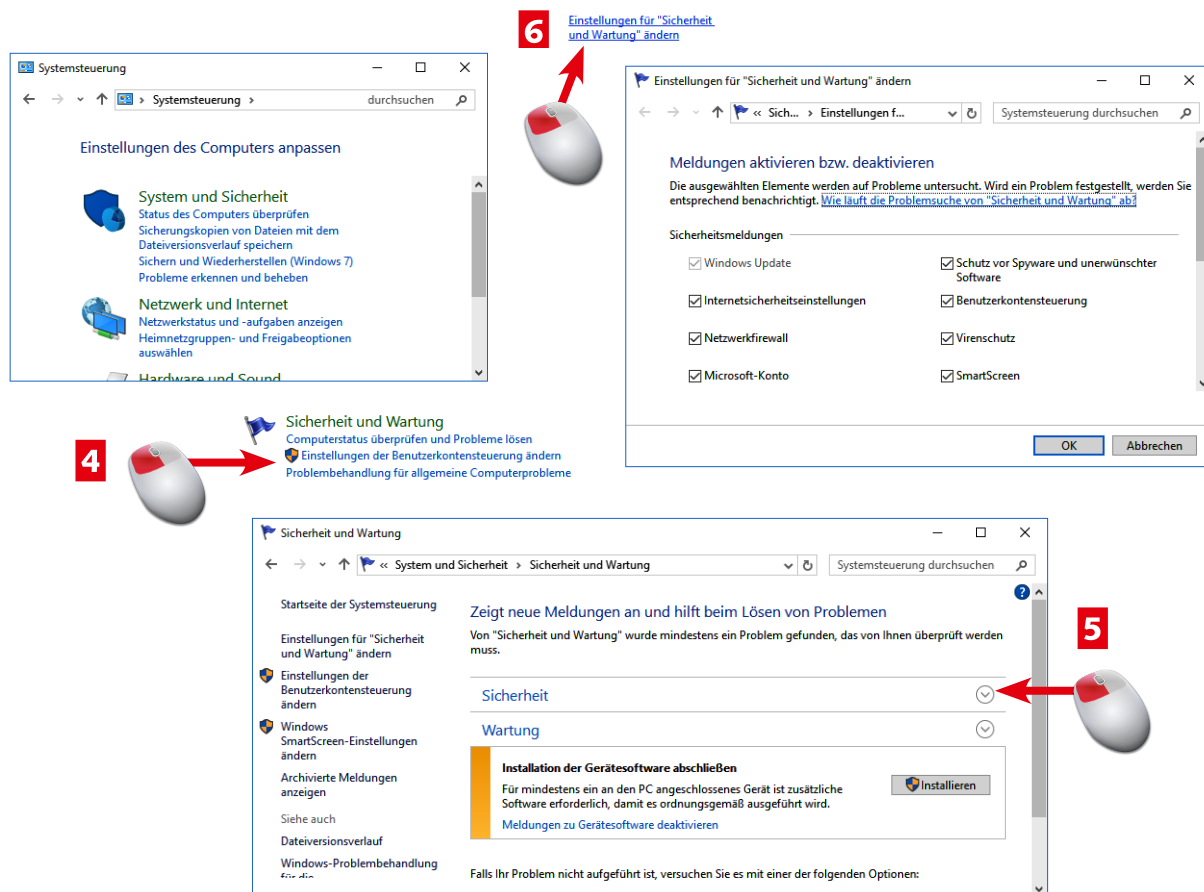 6
Einstellungen für "Sicherheit
und Wartung" ändern
Systemsteuerung
Systemsteuerung
durchsuchen
Einstellungen des Computers anpassen
System und Sicherheit
Status des Computers überprüfen
Sicherungskopien von Dateien mit dem
Dateiversionsverlauf speichern
Sichern und Wiederherstellen (Windows 7)
Probleme erkennen und beheben
Netzwerk und Internet
Netzwerkstatus und -aufgaben anzeigen
Heimnetzgruppen- und Freigabeoptionen
auswählen
Hardware und Sound
Einstellungen für "Sicherheit und Wartung" ändern
« Sich... › Einstellungen f...
Systemsteuerung durchsuchen
Meldungen aktivieren bzw. deaktivieren
Die ausgewählten Elemente werden auf Probleme untersucht. Wird ein Problem festgestellt, werden Sie
entsprechend benachrichtigt. Wie läuft die Problemsuche von "Sicherheit und Wartung" ab?
Sicherheitsmeldungen
Windows Update
Schutz vor Spyware und unerwünschter
Software
Internetsicherheitseinstellungen
Benutzerkontensteuerung
Netzwerkfirewall
Virenschutz
Microsoft-Konto
SmartScreen
OK
Abbrechen
4
Sicherheit und Wartung
Computerstatus überprüfen und Probleme lösen
Einstellungen der Benutzerkontensteuerung ändern
Problembehandlung für allgemeine Computerprobleme
Sicherheit und Wartung
« System und Sicherheit › Sicherheit und Wartung
Systemsteuerung durchsuchen
Startseite der Systemsteuerung
Einstellungen für "Sicherheit
und Wartung" ändern
Einstellungen der
Benutzerkontensteuerung
ändern
Windows
SmartScreen-Einstellungen
ändern
Archivierte Meldungen
anzeigen
Siehe auch
Dateiversionsverlauf
Windows-Problembehandlung
für die
Zeigt neue Meldungen an und hilft beim Lösen von Problemen
Von "Sicherheit und Wartung" wurde mindestens ein Problem gefunden, das von Ihnen überprüft werden
muss.
Sicherheit
Wartung
Installation der Gerätesoftware abschließen
Für mindestens ein an den PC angeschlossenes Gerät ist zusätzliche
Software erforderlich, damit es ordnungsgemäß ausgeführt wird.
Meldungen zu Gerätesoftware deaktivieren
Installieren
Falls Ihr Problem nicht aufgeführt ist, versuchen Sie es mit einer der folgenden Optionen:
5